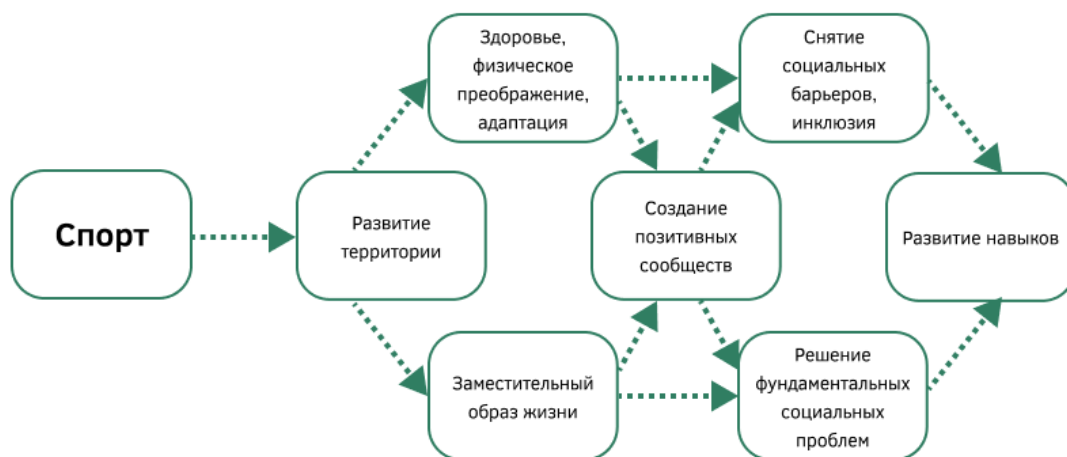 Спорт
Развитие
территории
Здоровье,
физическое
преображение,
адаптация
Заместительный
образ жизни
Создание
позитивных
сообществ
Снятие
социальных
барьеров,
инклюзия
Решение
фундаментальных
социальных
проблем
Развитие навыков